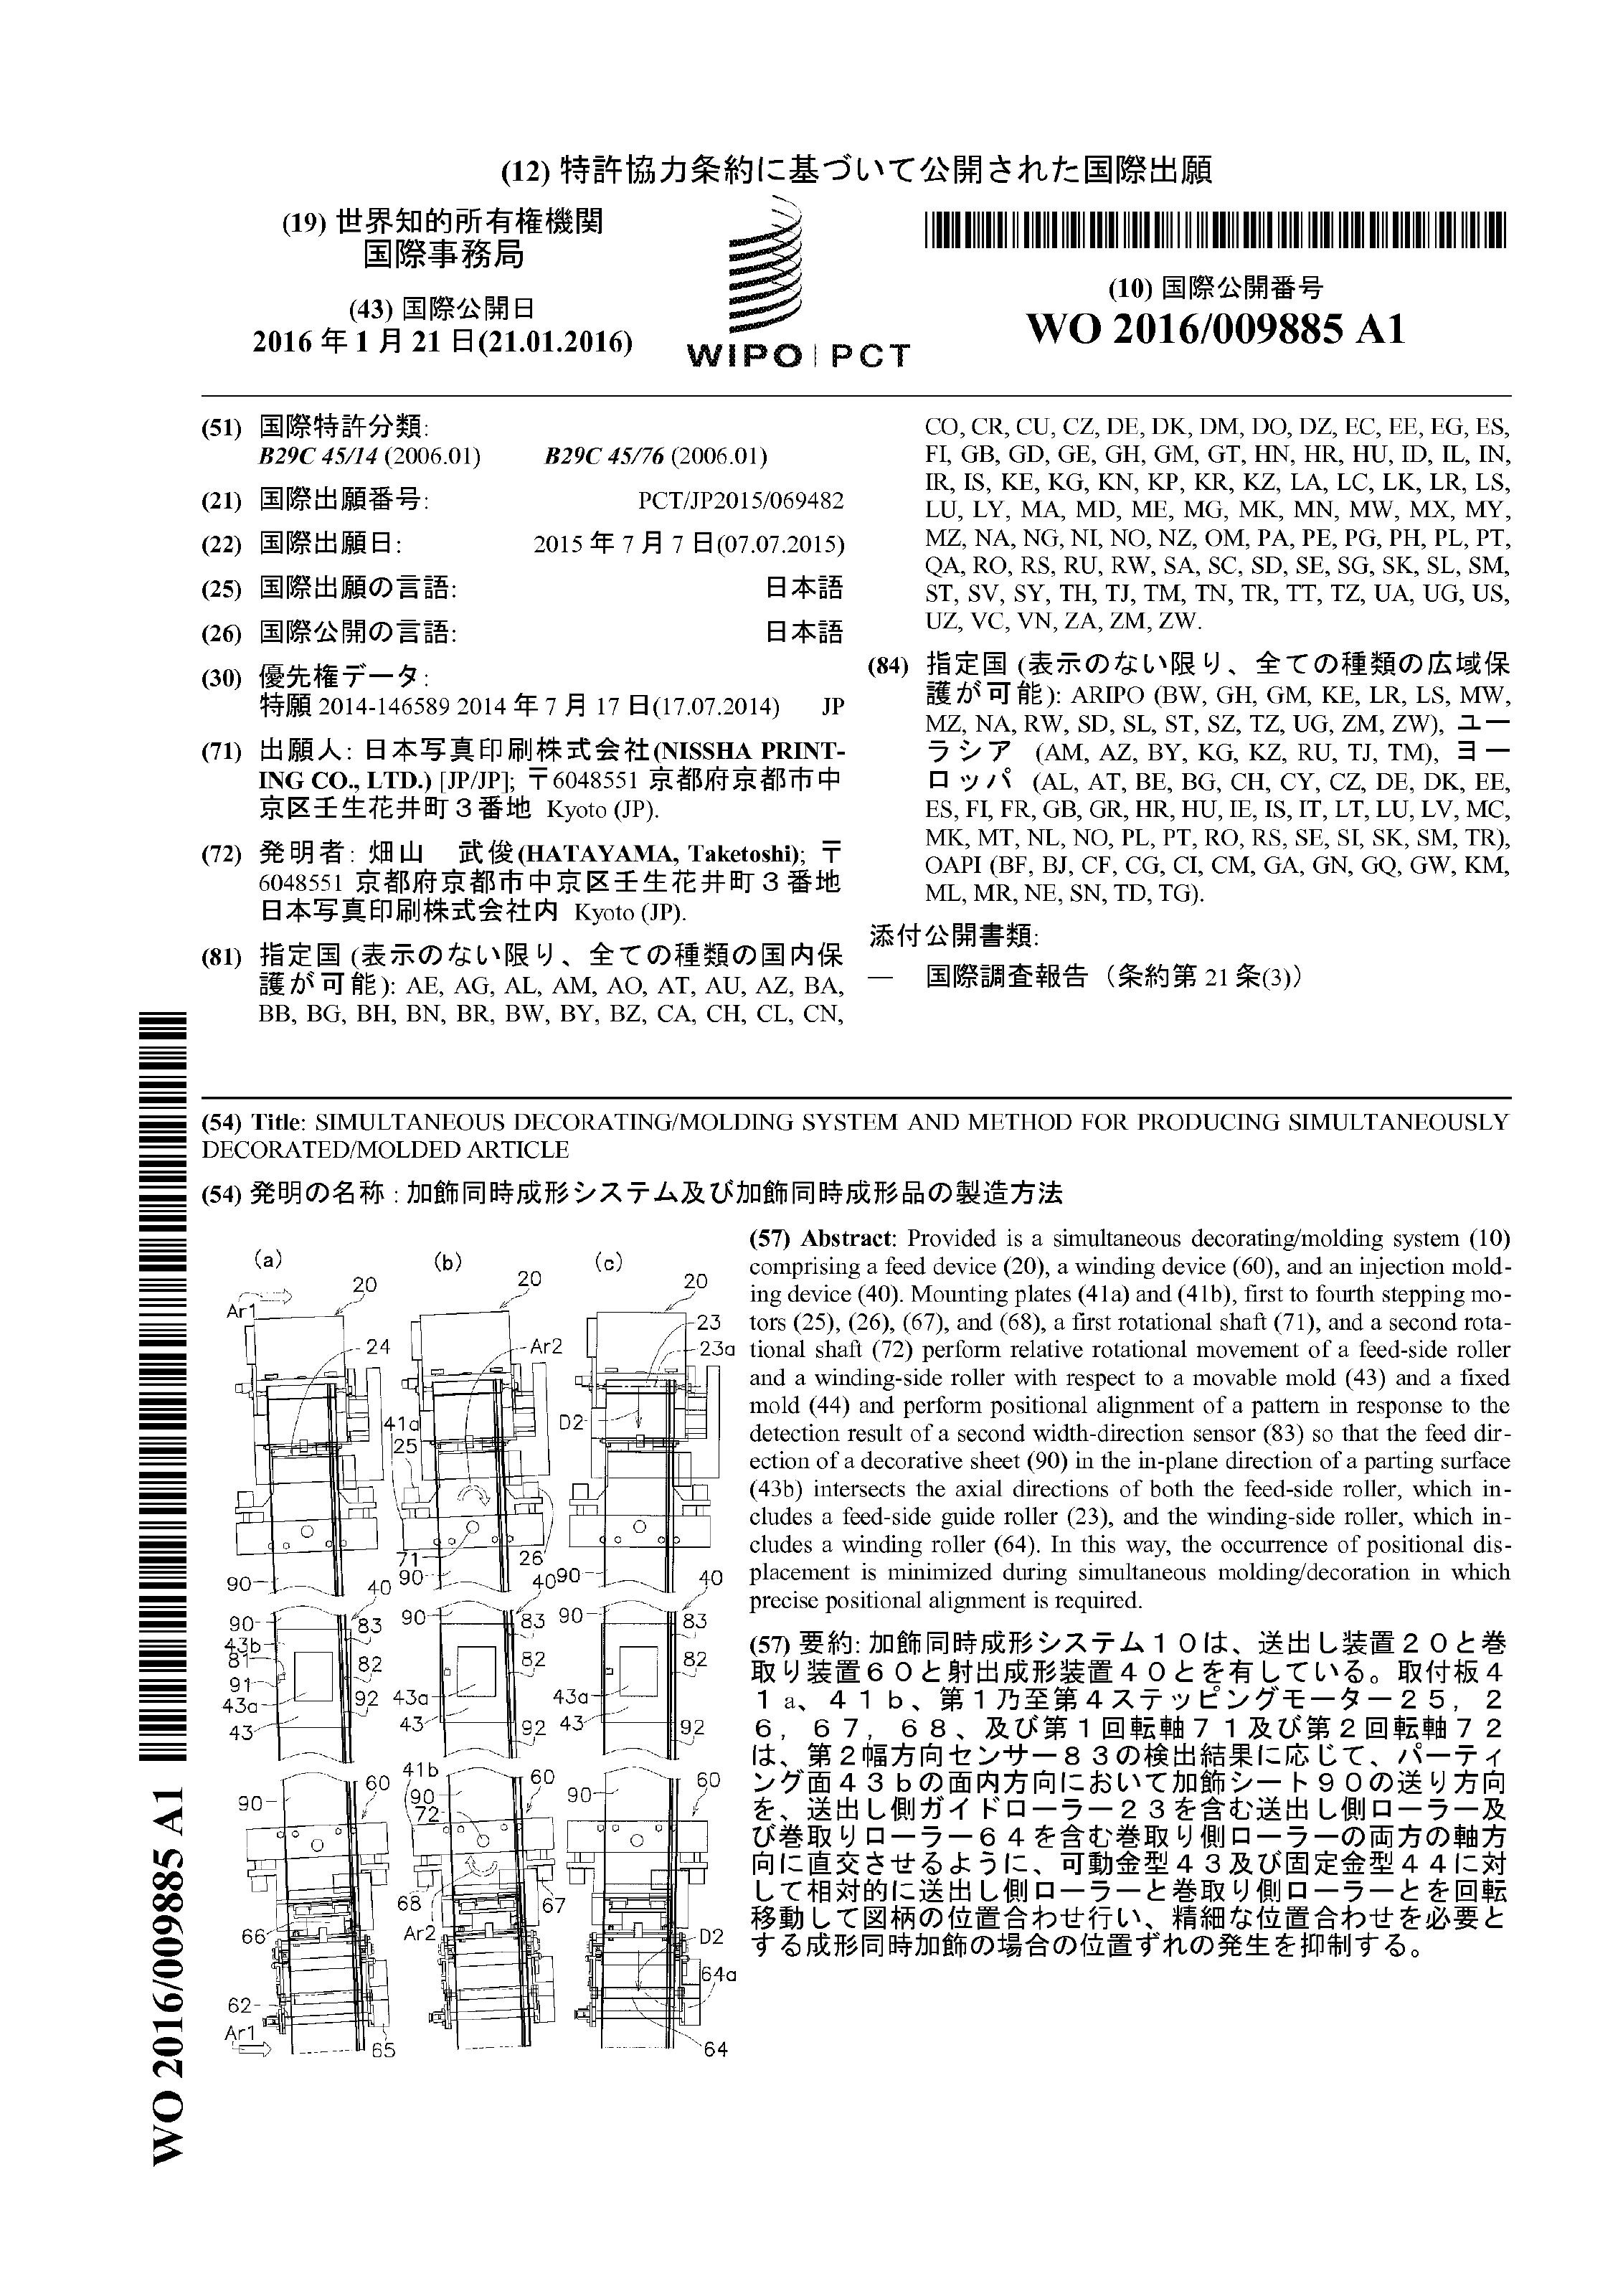 (12) 特許協力条約に基づいて公開された国際出願
(19) 世界知的所有権機関
国際事務局
(43) 国際公開日
2016 年 1 月 21 日(21.01.2016)
WIPO | PCT
(10) 国際公開番号
WO 2016/009885 A1
(51) 国際特許分類:
B29C 45/14 (2006.01) B29C 45/76 (2006.01)
(21) 国際出願番号: PCT/JP2015/069482
(22) 国際出願日: 2015 年 7 月 7 日(07.07.2015)
(25) 国際出願の言語: 日本語
(26) 国際公開の言語: 日本語
(30) 優先権データ:
特願 2014-146589 2014 年 7 月 17 日(17.07.2014) JP
(71) 出願人: 日本写真印刷株式会社(NISSHA PRINT-
ING CO., LTD.) [JP/JP]; 〒6048551 京都府京都市中
京区壬生花井町3番地 Kyoto (JP).
(72) 発明者: 畑山 武俊(HATAYAMA, Taketoshi); 〒
6048551 京都府京都市中京区壬生花井町3番地
日本写真印刷株式会社内 Kyoto (JP).
(81) 指定国 (表示のない限り、全ての種類の国内保
護が可能): AE, AG, AL, AM, AO, AT, AU, AZ, BA,
BB, BG, BH, BN, BR, BW, BY, BZ, CA, CH, CL, CN,
CO, CR, CU, CZ, DE, DK, DM, DO, DZ, EC, EE, EG, ES,
FI, GB, GD, GE, GH, GM, GT, HN, HR, HU, ID, IL, IN,
IR, IS, KE, KG, KN, KP, KR, KZ, LA, LC, LK, LR, LS,
LU, LY, MA, MD, ME, MG, MK, MN, MW, MX, MY,
MZ, NA, NG, NI, NO, NZ, OM, PA, PE, PG, PH, PL, PT,
QA, RO, RS, RU, RW, SA, SC, SD, SE, SG, SK, SL, SM,
ST, SV, SY, TH, TJ, TM, TN, TR, TT, TZ, UA, UG, US,
UZ, VC, VN, ZA, ZM, ZW.
(84) 指定国 (表示のない限り、全ての種類の広域保
護が可能): ARIPO (BW, GH, GM, KE, LR, LS, MW,
MZ, NA, RW, SD, SL, ST, SZ, TZ, UG, ZM, ZW), ユー
ラシア (AM, AZ, BY, KG, KZ, RU, TJ, TM), ヨー
ロッパ (AL, AT, BE, BG, CH, CY, CZ, DE, DK, EE,
ES, FI, FR, GB, GR, HR, HU, IE, IS, IT, LT, LU, LV, MC,
MK, MT, NL, NO, PL, PT, RO, RS, SE, SI, SK, SM, TR),
OAPI (BF, BJ, CF, CG, CI, CM, GA, GN, GQ, GW, KM,
ML, MR, NE, SN, TD, TG).
添付公開書類:
— 国際調査報告(条約第 21 条(3))
(54) Title: SIMULTANEOUS DECORATING/MOLDING SYSTEM AND METHOD FOR PRODUCING SIMULTANEOUSLY
DECORATED/MOLDED ARTICLE
(54) 発明の名称 : 加飾同時成形システム及び加飾同時成形品の製造方法
(a) (b) (c)
20 20 20
Ar1
23
24 Ar2 23a
41a D2
25
71 26
90 90 90
40 40 40
90 83 90 83 90 83
43b
81 82 82 82
91
43a 92 43a 43a
43 43 92 43 92
41b
60 60 60
90 90 90
72
68 67
66 Ar2 D2
64a
62
Ar1
65 64
(57) Abstract: Provided is a simultaneous decorating/molding system (10)
comprising a feed device (20), a winding device (60), and an injection mold-
ing device (40). Mounting plates (41a) and (41b), first to fourth stepping mo-
tors (25), (26), (67), and (68), a first rotational shaft (71), and a second rota-
tional shaft (72) perform relative rotational movement of a feed-side roller
and a winding-side roller with respect to a movable mold (43) and a fixed
mold (44) and perform positional alignment of a pattern in response to the
detection result of a second width-direction sensor (83) so that the feed dir-
ection of a decorative sheet (90) in the in-plane direction of a parting surface
(43b) intersects the axial directions of both the feed-side roller, which in-
cludes a feed-side guide roller (23), and the winding-side roller, which in-
cludes a winding roller (64). In this way, the occurrence of positional dis-
placement is minimized during simultaneous molding/decoration in which
precise positional alignment is required.
(57) 要約: 加飾同時成形システム10は、送出し装置20と巻
取り装置60と射出成形装置40とを有している。取付板4
1a、41b、第1乃至第4ステッピングモーター25, 2
6, 67, 68、及び第1回転軸71及び第2回転軸72
は、第2幅方向センサー83の検出結果に応じて、パーティ
ング面43bの面内方向において加飾シート90の送り方向
を、送出し側ガイドローラー23を含む送出し側ローラー及
び巻取りローラー64を含む巻取り側ローラーの両方の軸方
向に直交させるように、可動金型43及び固定金型44に対
して相対的に送出し側ローラーと巻取り側ローラーとを回転
移動して図柄の位置合わせ行い、精細な位置合わせを必要と
する成形同時加飾の場合の位置ずれの発生を抑制する。
WO 2016/009885 A1